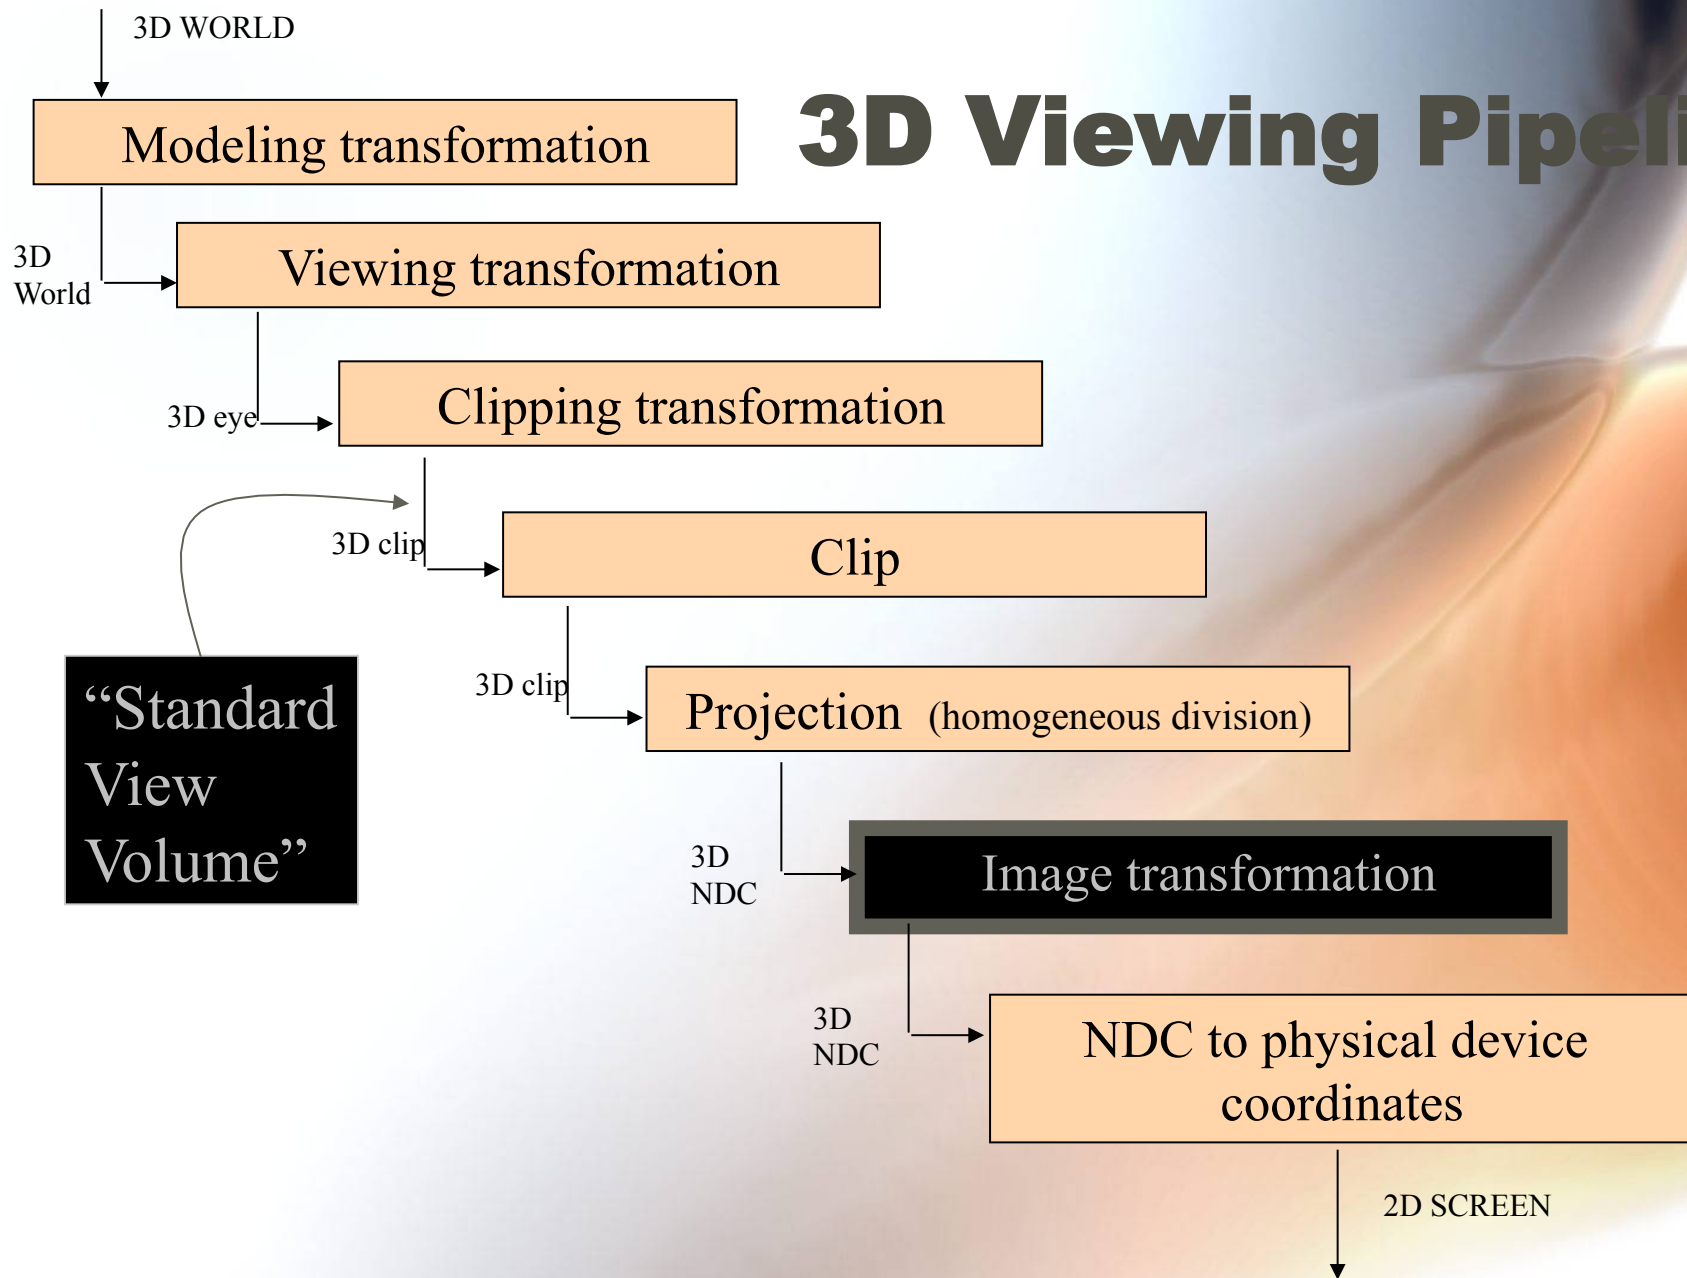 3D WORLD
3D Viewing Pipeli
Modeling transformation
3D
World
Viewing transformation
3D eye
Clipping transformation
3D clip
Clip
“Standard
View
Volume”
3D clip
Projection (homogeneous division)
3D
NDC
Image transformation
3D
NDC
NDC to physical device
coordinates
2D SCREEN